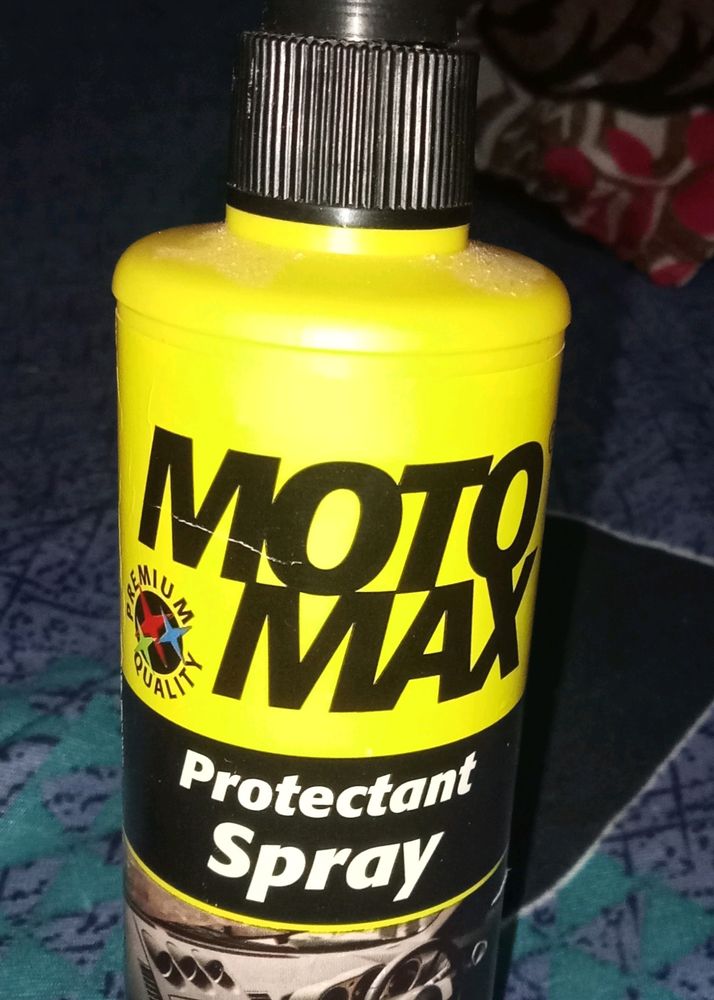 MOTO
MAX
PREMIUM
QUALITY
Protectant
Spray